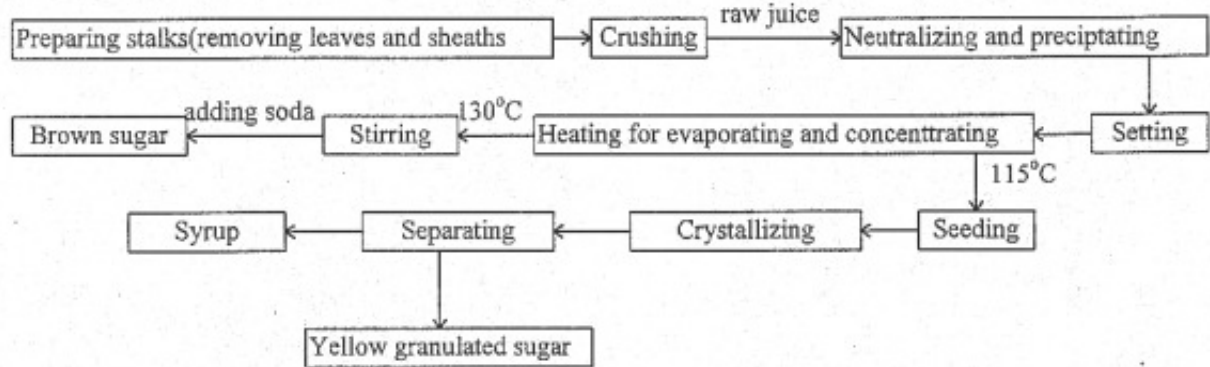 raw juice
Preparing stalks(removing leaves and sheaths
Crushing
Neutralizing and preciptating
adding soda
130°C
Brown sugar
Stirring
Heating for evaporating and concenttrating
Setting
115°C
Syrup
Separating
Crystallizing
Seeding
Yellow granulated sugar